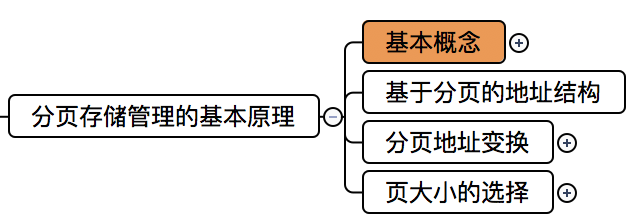 基本概念
基于分页的地址结构
分页存储管理的基本原理
分页地址变换
页大小的选择